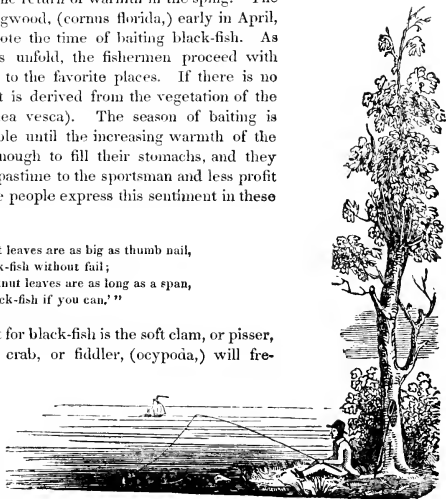 return of warmth in the sping. The
gwood, (cornus florida,) early in April,
ote the time of baiting black-fish. As
s unfold, the fishermen proceed with
to the favorite places. If there is no
t is derived from the vegetation of the
ea vesca). The season of baiting is
ble until the increasing warmth of the
nough to fill their stomachs, and they
pastime to the sportsman and less profit
e people express this sentiment in these
t leaves are as big as thumb nail,
k-fish without fail;
nut leaves are as long as a span,
ck-fish if you can.' "
t for black-fish is the soft clam, or pisser,
crab, or fiddler, (ocypoda,) will fre-